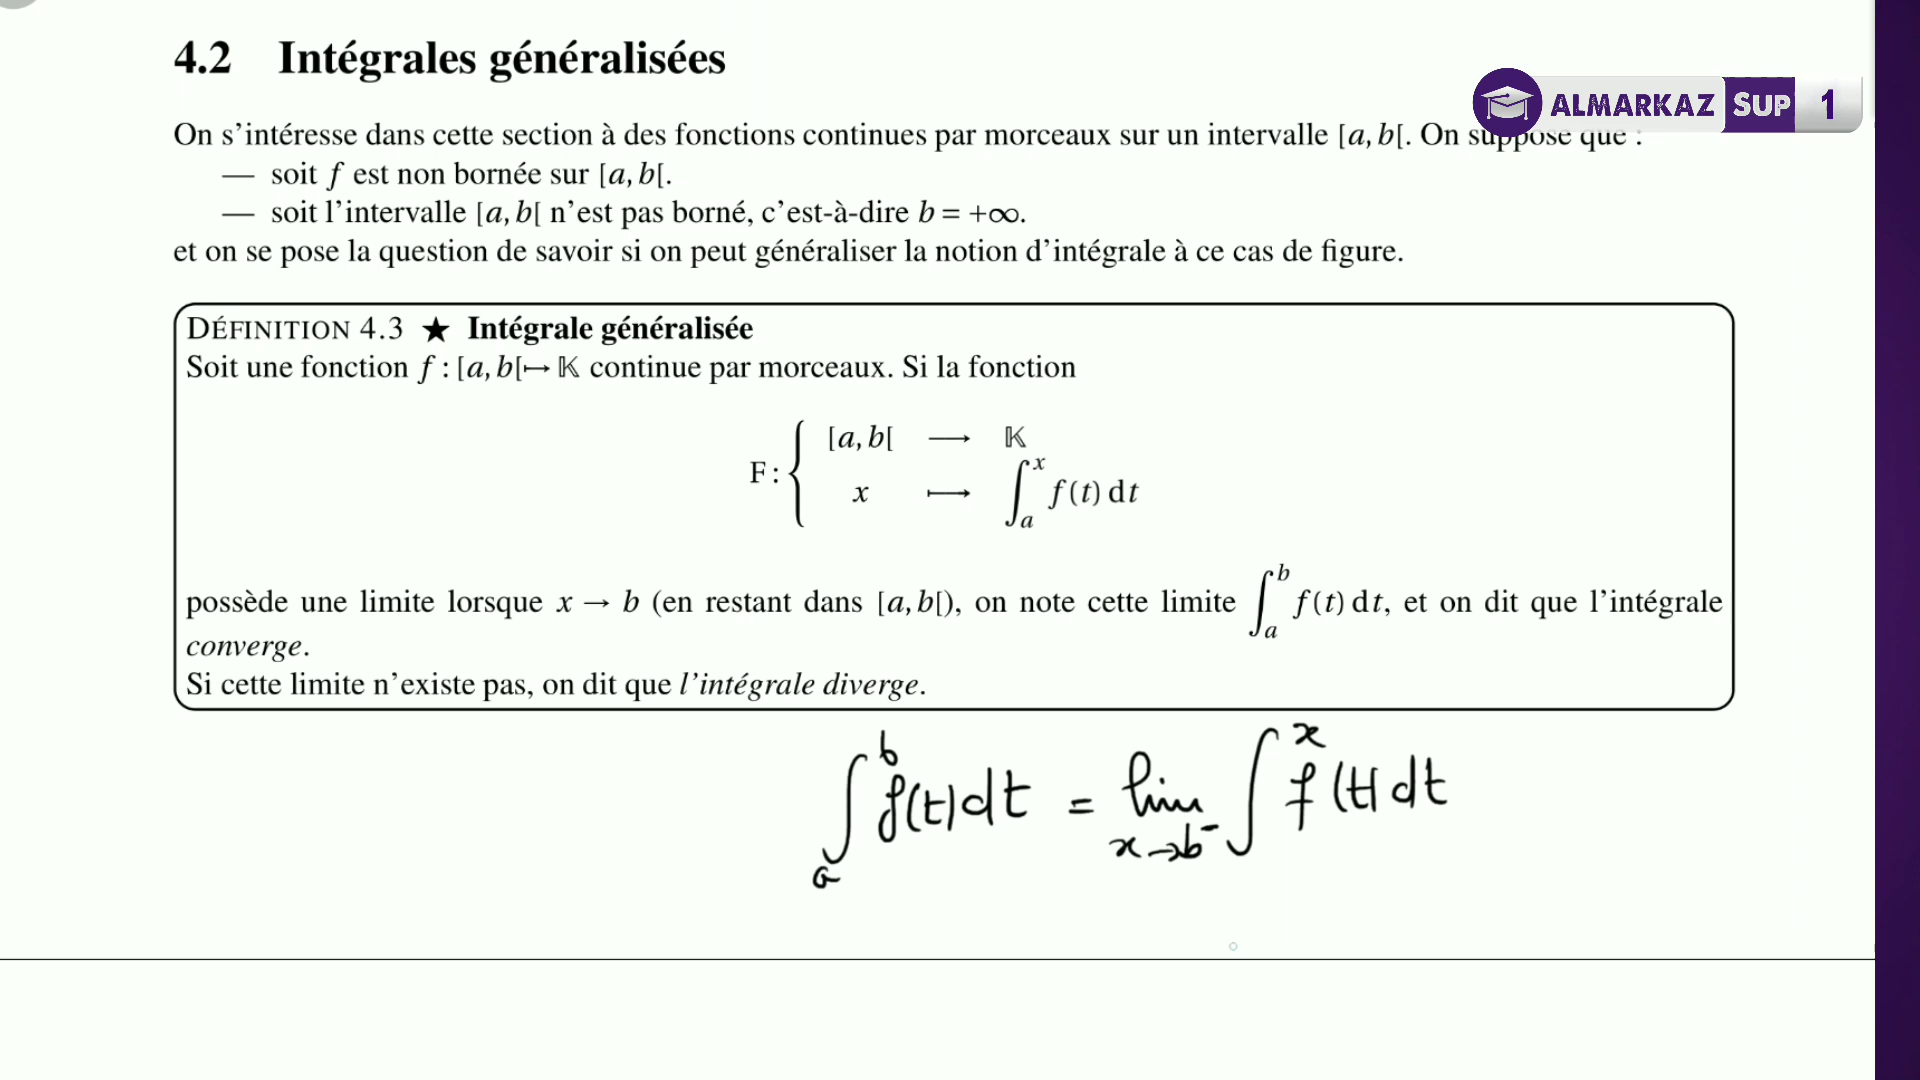 4.2 Intégrales généralisées
ALMARKAZ SUP 1
On s'intéresse dans cette section à des fonctions continues par morceaux sur un intervalle [a, b[. On suppose que :
— soit f est non bornée sur [a, b[.
— soit l'intervalle [a, b[ n'est pas borné, c'est-à-dire b = +∞.
et on se pose la question de savoir si on peut généraliser la notion d'intégrale à ce cas de figure.
DÉFINITION 4.3 ★ Intégrale généralisée
Soit une fonction f : [a, b[↦ 𝕂 continue par morceaux. Si la fonction
F : { [a, b[ ⟶ 𝕂
x ⟼ ∫_a^x f(t) dt
possède une limite lorsque x → b (en restant dans [a, b[), on note cette limite ∫_a^b f(t) dt, et on dit que l'intégrale
converge.
Si cette limite n'existe pas, on dit que l'intégrale diverge.
∫_a^b f(t)dt = lim_{x→b⁻} ∫^x f(t)dt